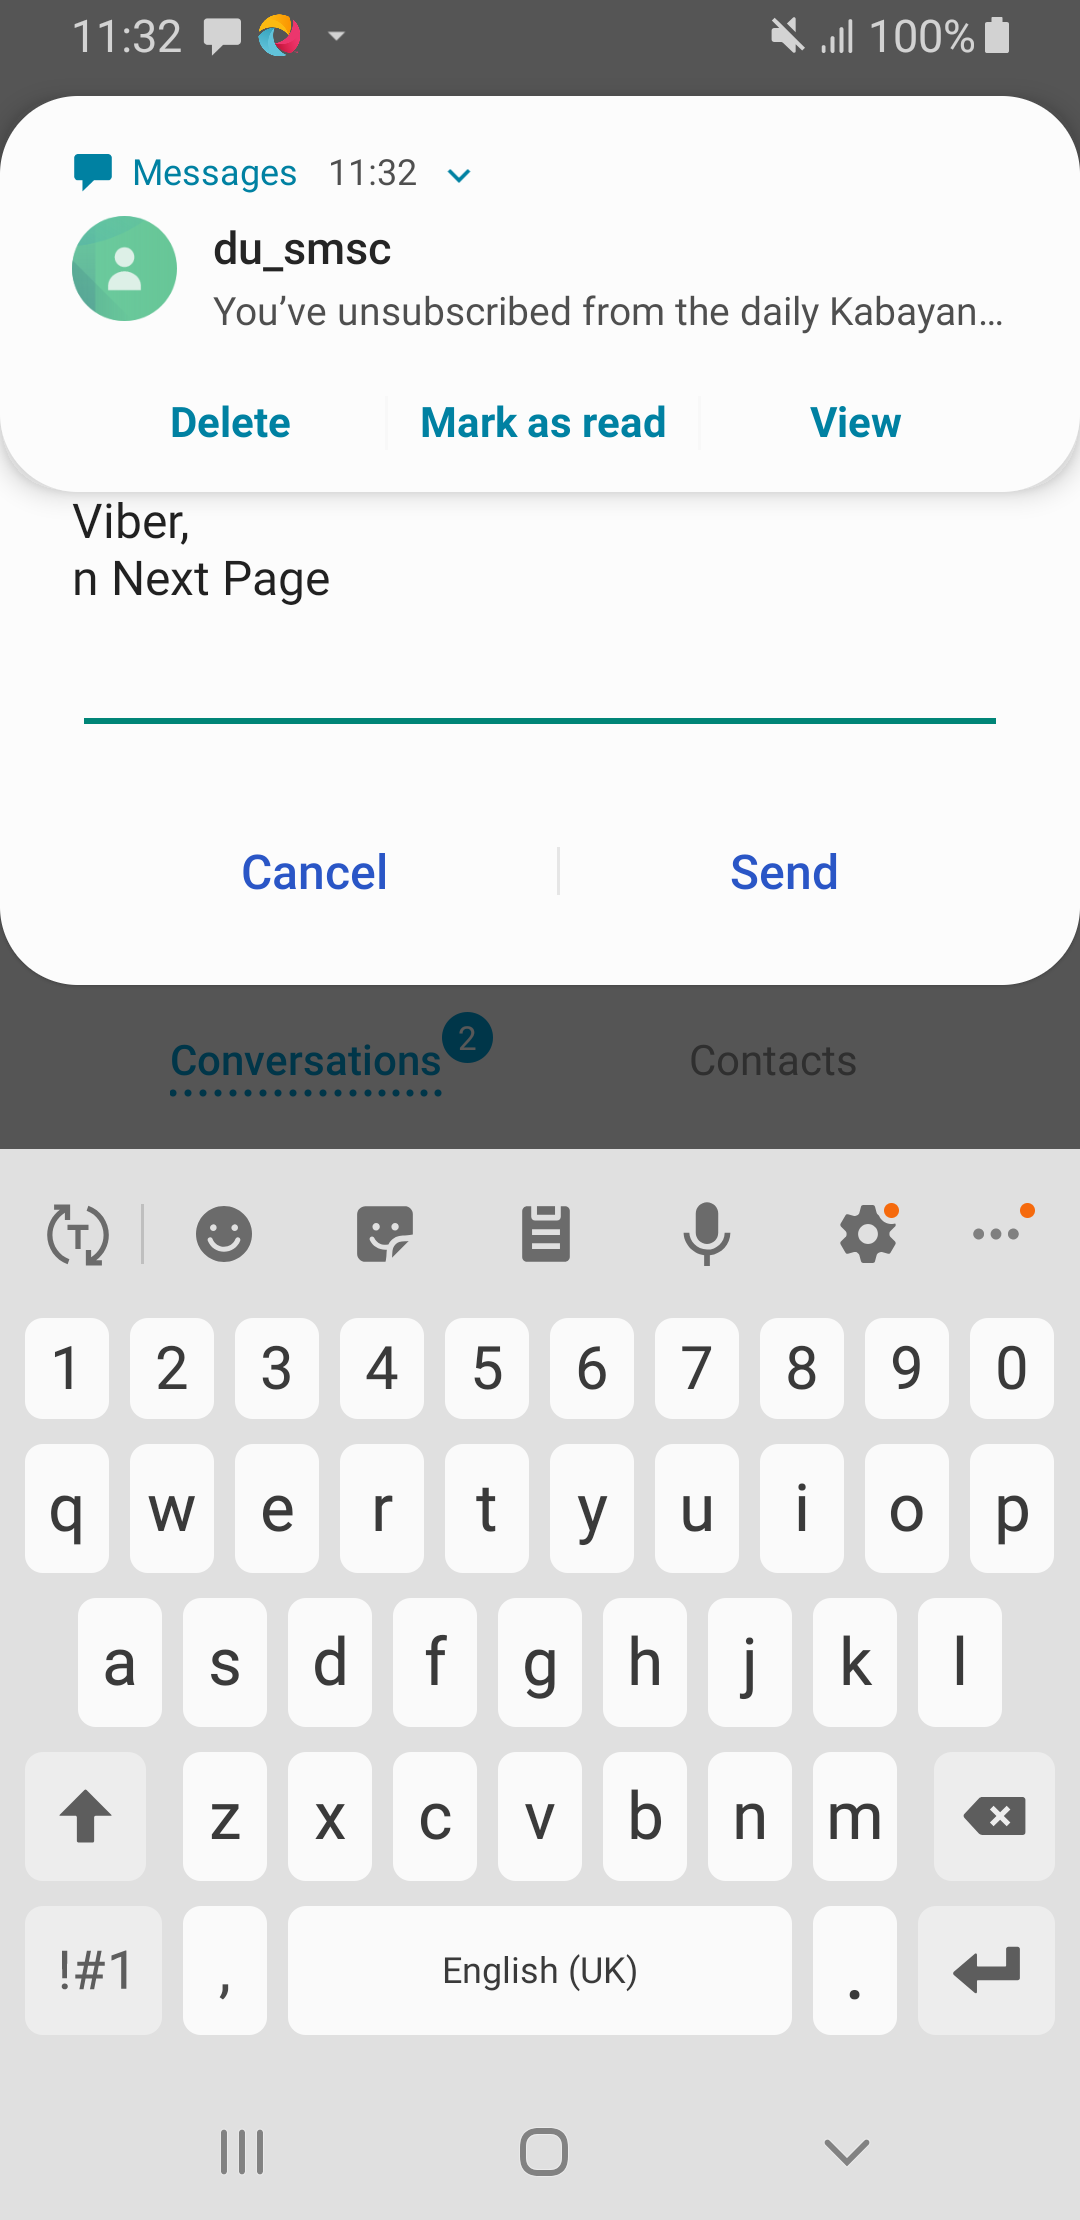 11:32 100%
Messages 11:32
du_smsc
You’ve unsubscribed from the daily Kabayan...
Delete Mark as read View
Viber,
n Next Page
Cancel Send
Conversations 2 Contacts
T
1 2 3 4 5 6 7 8 9 0
q w e r t y u i o p
a s d f g h j k l
z x c v b n m
!#1 , English (UK) .